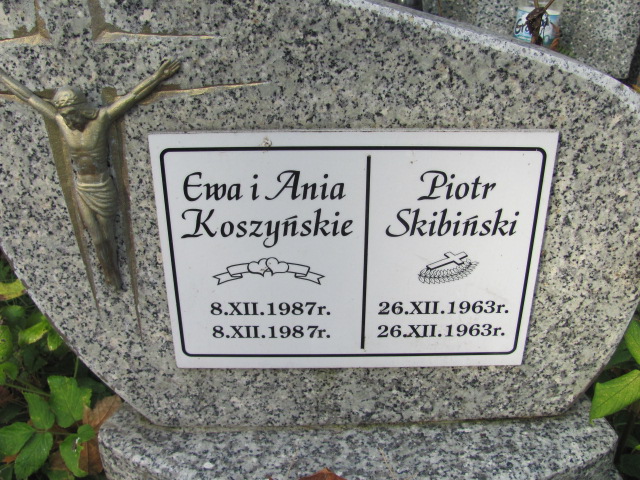 Ewa i Ania
Koszyńskie
8.XII.1987r.
8.XII.1987r.
Piotr
Skibiński
26.XII.1963r.
26.XII.1963r.